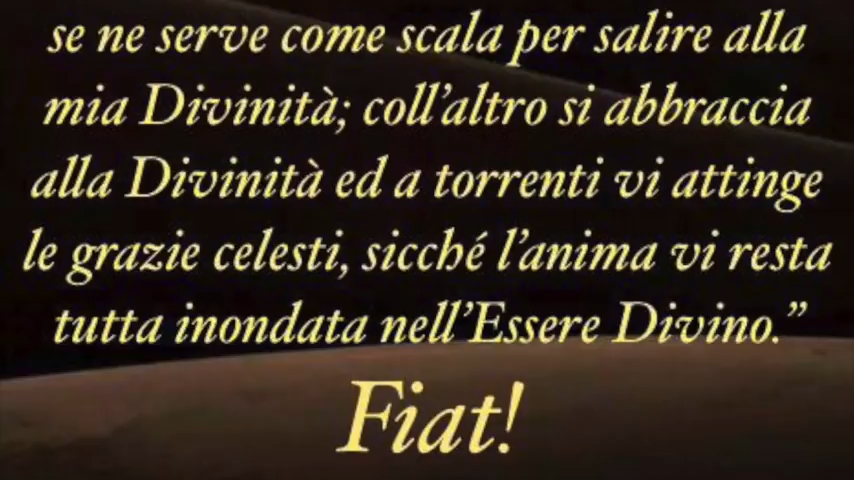 se ne serve come scala per salire alla
mia Divinità; coll'altro si abbraccia
alla Divinità ed a torrenti vi attinge
le grazie celesti, sicché l'anima vi resta
tutta inondata nell'Essere Divino.”
Fiat!